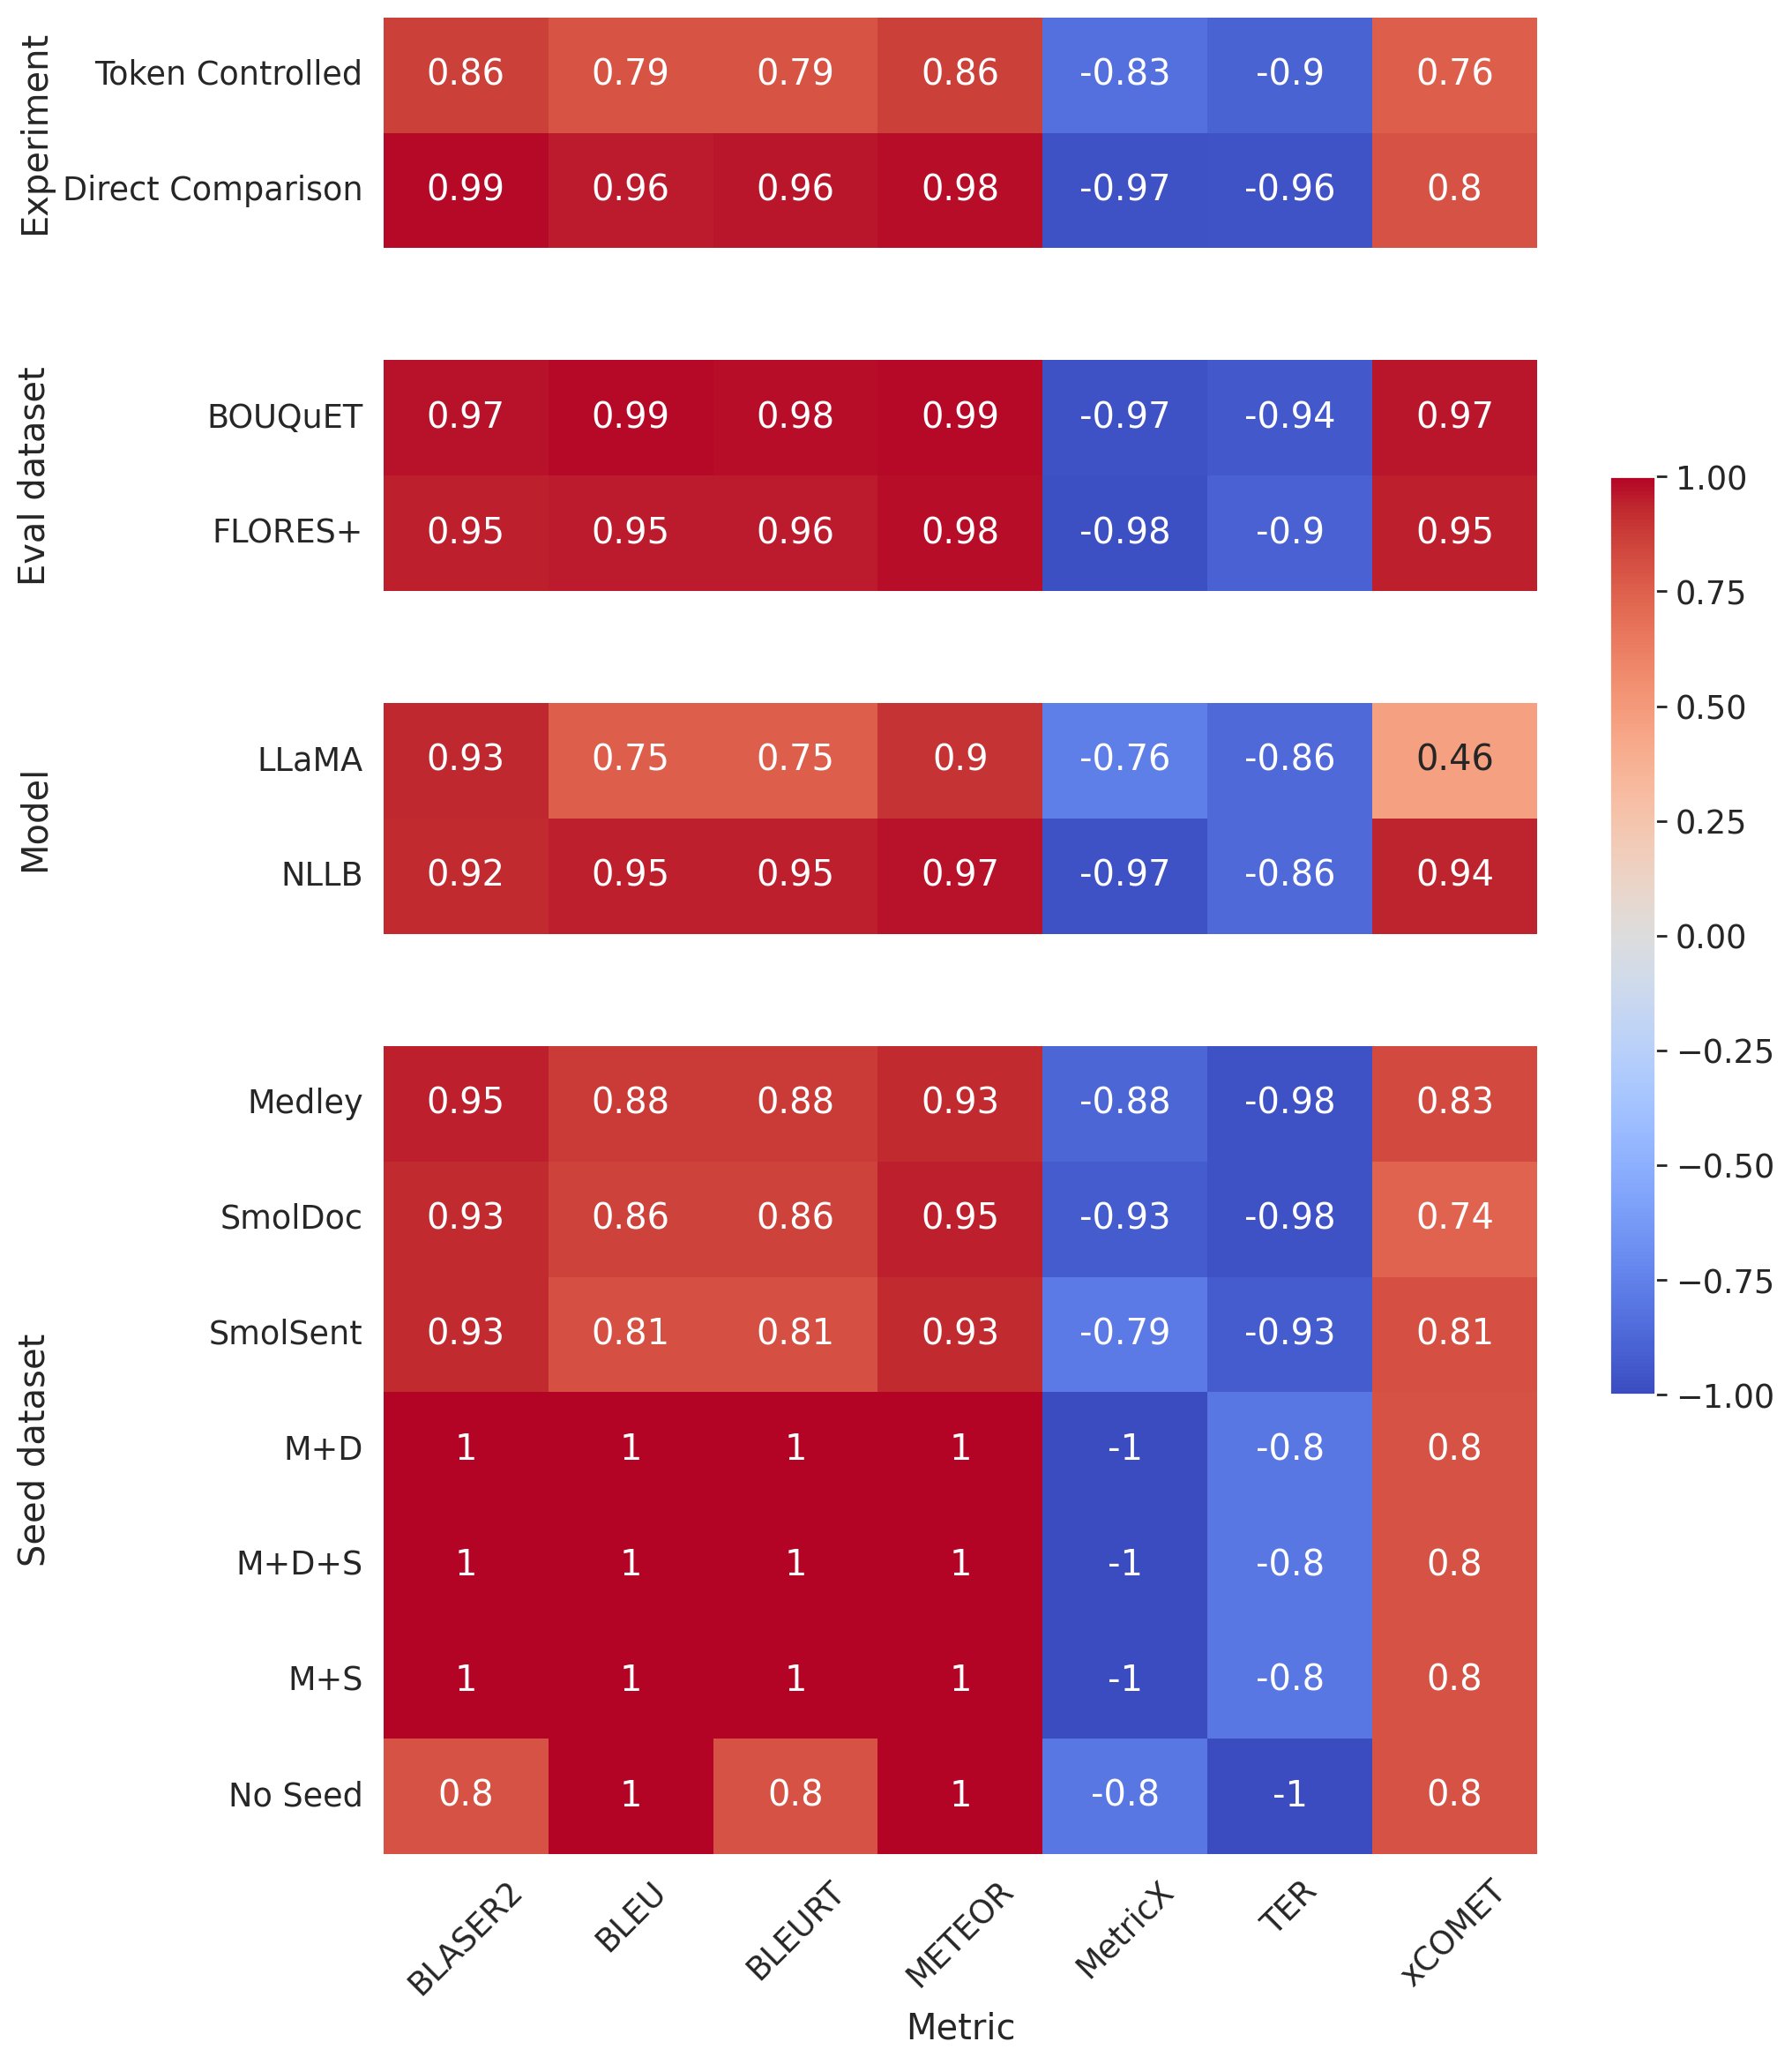 Experiment
Token Controlled 0.86 0.79 0.79 0.86 -0.83 -0.9 0.76
Direct Comparison 0.99 0.96 0.96 0.98 -0.97 -0.96 0.8
Eval dataset
BOUQuET 0.97 0.99 0.98 0.99 -0.97 -0.94 0.97
FLORES+ 0.95 0.95 0.96 0.98 -0.98 -0.9 0.95
Model
LLaMA 0.93 0.75 0.75 0.9 -0.76 -0.86 0.46
NLLB 0.92 0.95 0.95 0.97 -0.97 -0.86 0.94
Seed dataset
Medley 0.95 0.88 0.88 0.93 -0.88 -0.98 0.83
SmolDoc 0.93 0.86 0.86 0.95 -0.93 -0.98 0.74
SmolSent 0.93 0.81 0.81 0.93 -0.79 -0.93 0.81
M+D 1 1 1 1 -1 -0.8 0.8
M+D+S 1 1 1 1 -1 -0.8 0.8
M+S 1 1 1 1 -1 -0.8 0.8
No Seed 0.8 1 0.8 1 -0.8 -1 0.8
BLASER2 BLEU BLEURT METEOR MetricX TER xCOMET
Metric
1.00
0.75
0.50
0.25
0.00
−0.25
−0.50
−0.75
−1.00